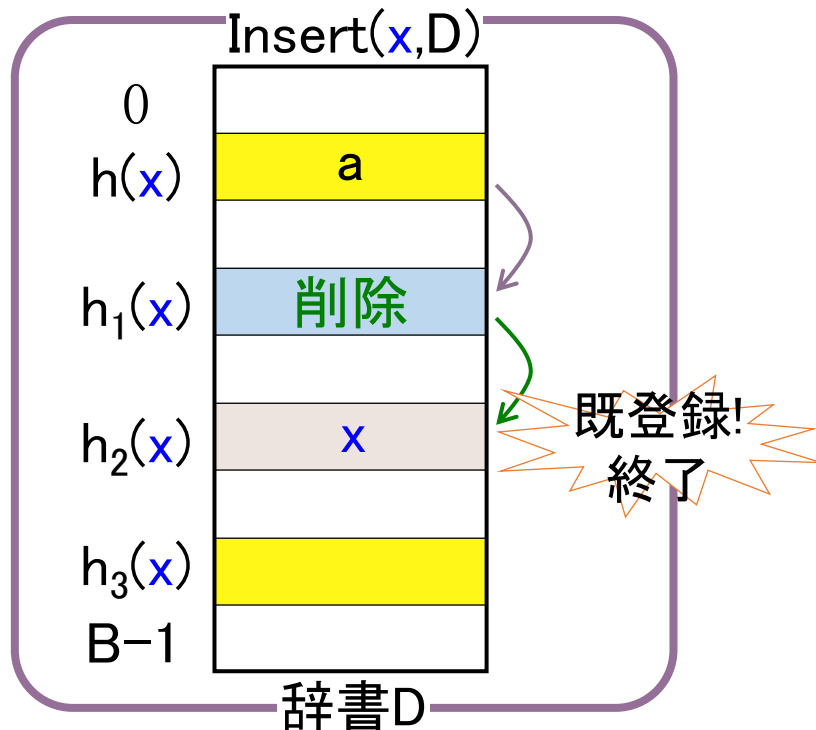 Insert(x,D)
0
h(x)
a
h₁(x)
削除
h₂(x)
x
既登録!
終了
h₃(x)
B-1
辞書D